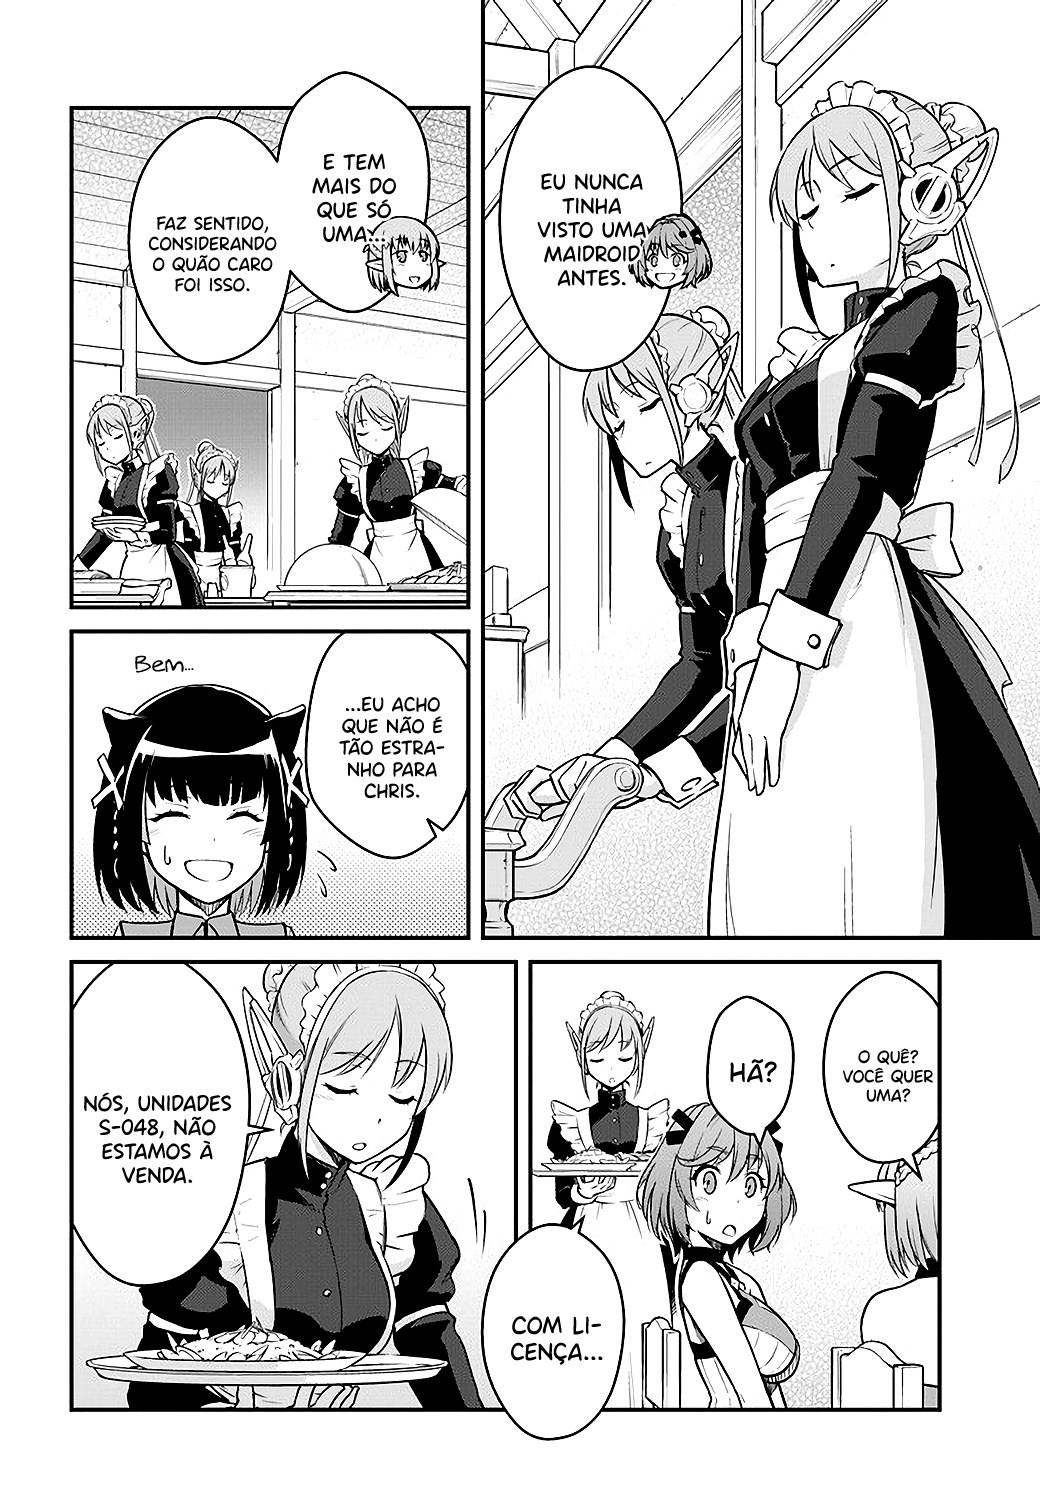 EU NUNCA
TINHA
VISTO UMA
MAIDROID
ANTES.
E TEM
MAIS DO
QUE SÓ
UMA...
FAZ SENTIDO,
CONSIDERANDO
O QUÃO CARO
FOI ISSO.
Bem...
...EU ACHO
QUE NÃO É
TÃO ESTRA-
NHO PARA
CHRIS.
O QUÊ?
VOCÊ QUER
UMA?
HÃ?
COM LI-
CENÇA...
NÓS, UNIDADES
S-048, NÃO
ESTAMOS À
VENDA.